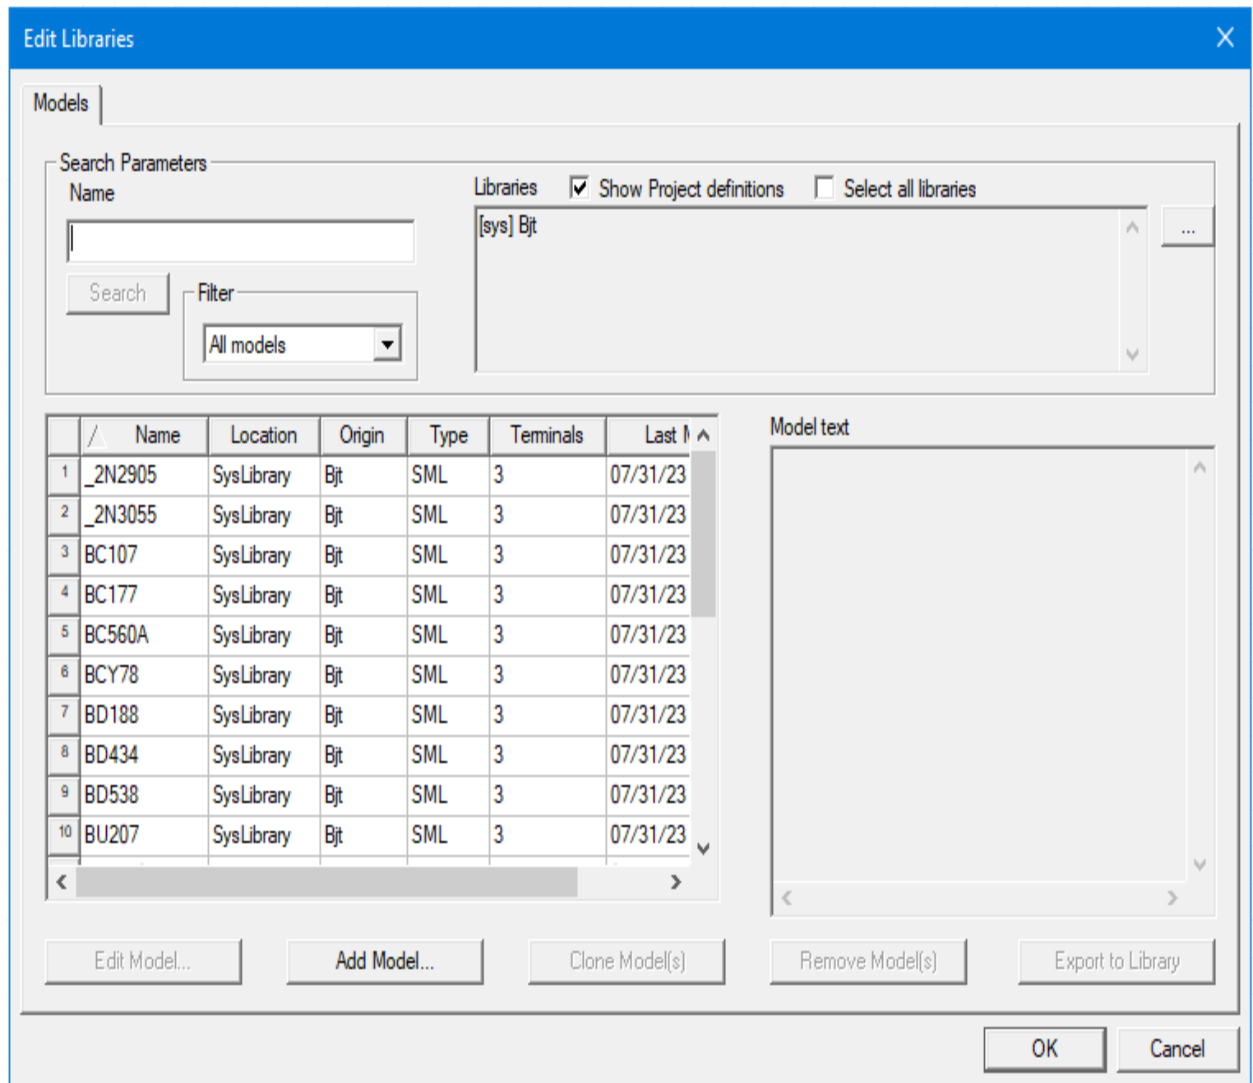 Edit Libraries
Models
Search Parameters
Name
Libraries Show Project definitions Select all libraries
[sys] Bjt
...
Search
Filter
All models
Name Location Origin Type Terminals Last M
1 _2N2905 SysLibrary Bjt SML 3 07/31/23
2 _2N3055 SysLibrary Bjt SML 3 07/31/23
3 BC107 SysLibrary Bjt SML 3 07/31/23
4 BC177 SysLibrary Bjt SML 3 07/31/23
5 BC560A SysLibrary Bjt SML 3 07/31/23
6 BCY78 SysLibrary Bjt SML 3 07/31/23
7 BD188 SysLibrary Bjt SML 3 07/31/23
8 BD434 SysLibrary Bjt SML 3 07/31/23
9 BD538 SysLibrary Bjt SML 3 07/31/23
10 BU207 SysLibrary Bjt SML 3 07/31/23
Model text
Edit Model... Add Model... Clone Model(s) Remove Model(s) Export to Library
OK Cancel